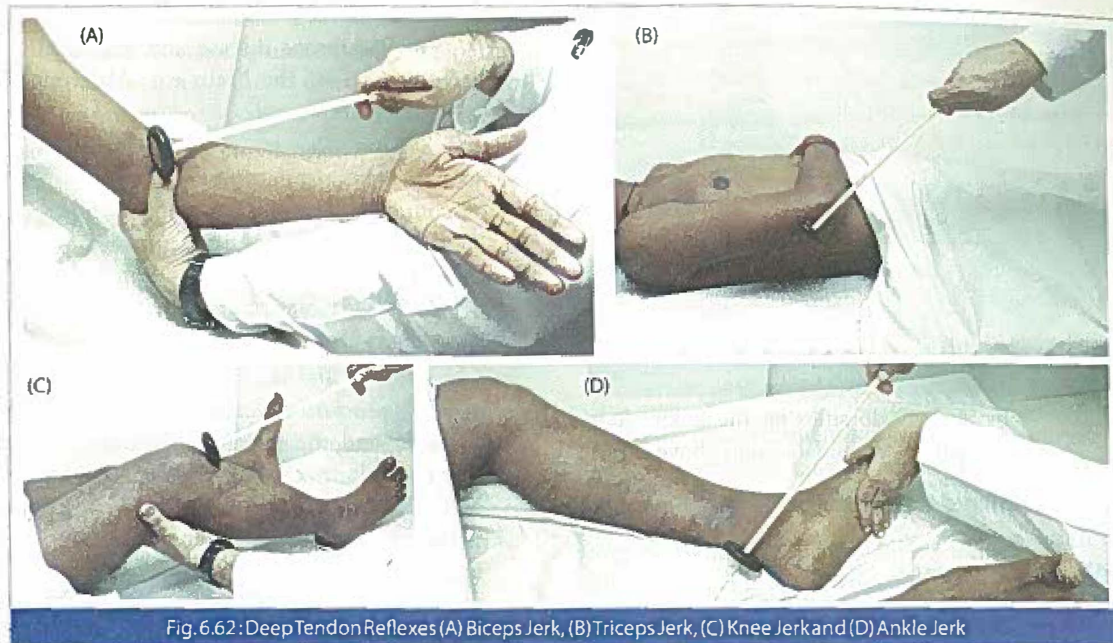 (A)
(B)
(C)
(D)
Fig.6.62:Deep Tendon Reflexes (A) Biceps Jerk, (B) Triceps Jerk, (C) Knee Jerk and (D) Ankle Jerk